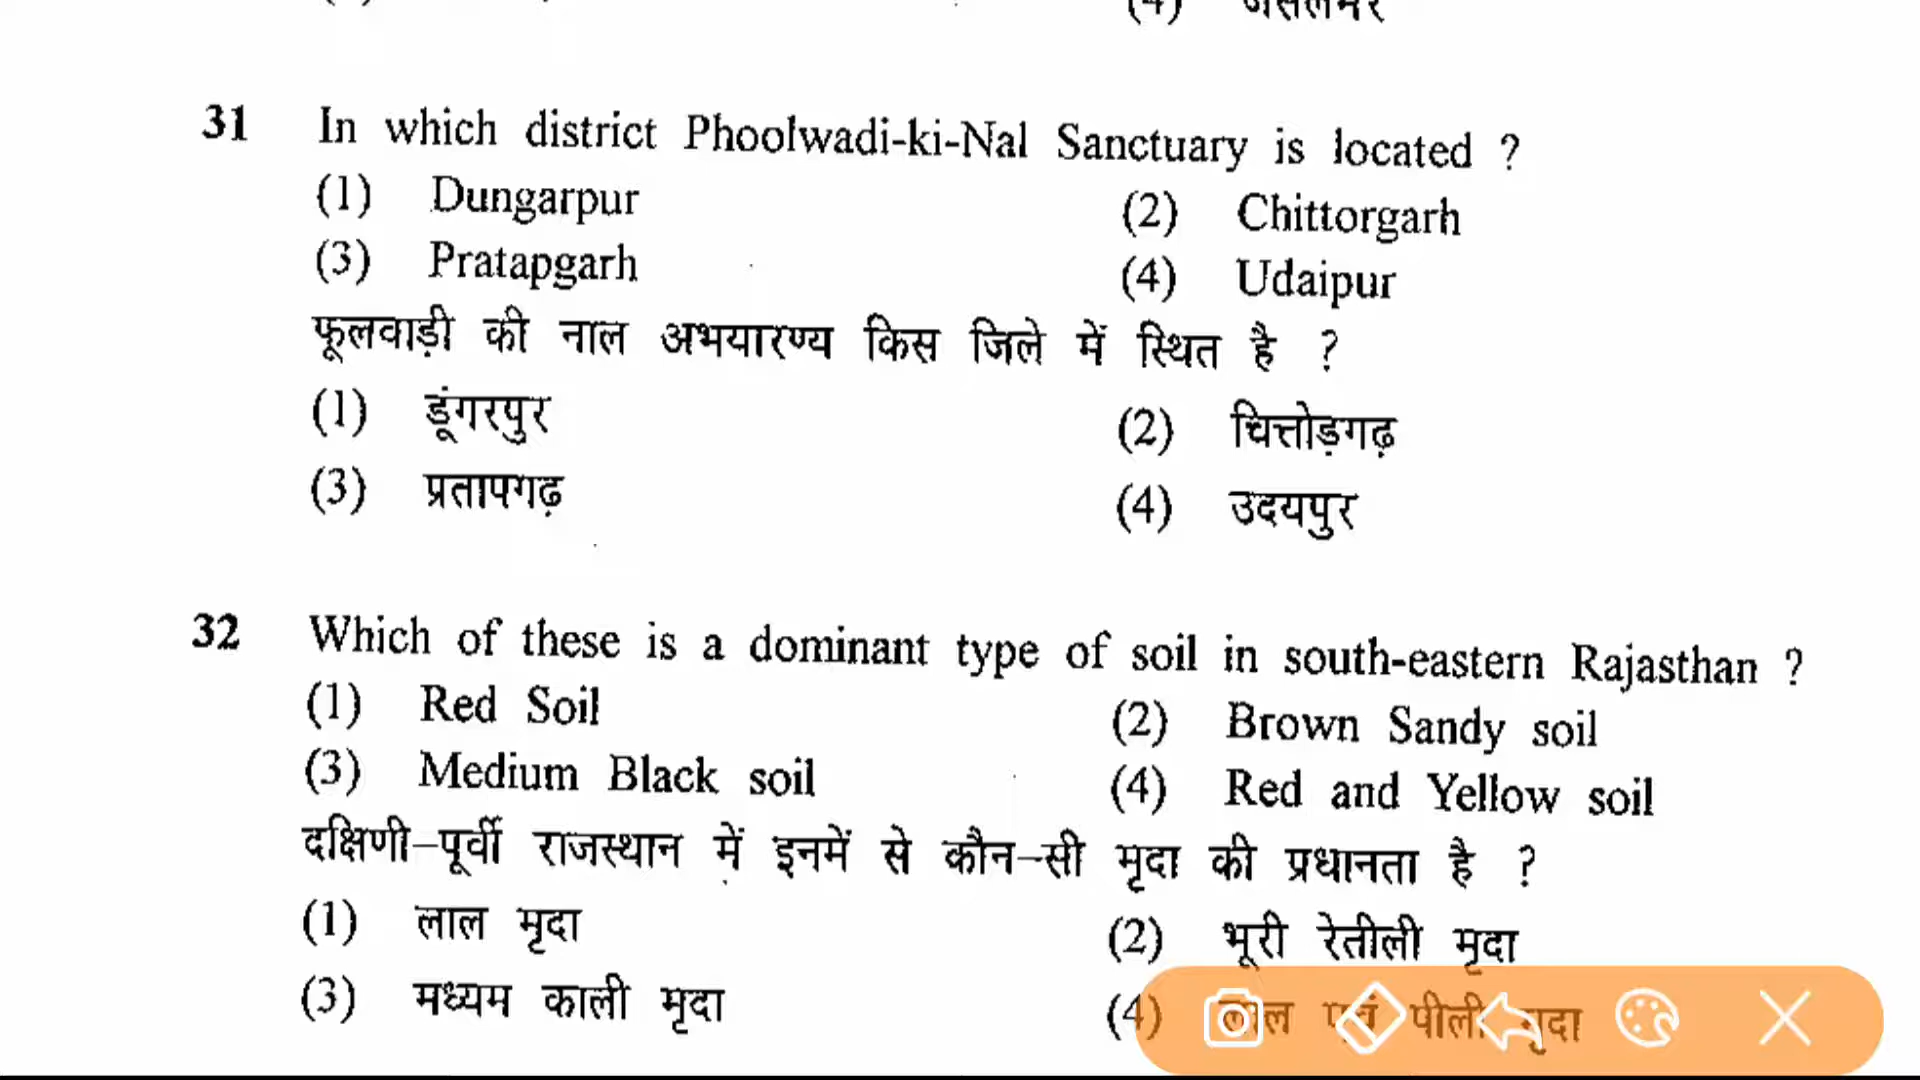 (4) जैसलमेर
31 In which district Phoolwadi-ki-Nal Sanctuary is located ?
(1) Dungarpur (2) Chittorgarh
(3) Pratapgarh (4) Udaipur
फूलवाड़ी की नाल अभयारण्य किस जिले में स्थित है ?
(1) डूंगरपुर (2) चित्तोड़गढ़
(3) प्रतापगढ़ (4) उदयपुर
32 Which of these is a dominant type of soil in south-eastern Rajasthan ?
(1) Red Soil (2) Brown Sandy soil
(3) Medium Black soil (4) Red and Yellow soil
दक्षिणी-पूर्वी राजस्थान में इनमें से कौन-सी मृदा की प्रधानता है ?
(1) लाल मृदा (2) भूरी रेतीली मृदा
(3) मध्यम काली मृदा (4) लाल एवं पीली मृदा